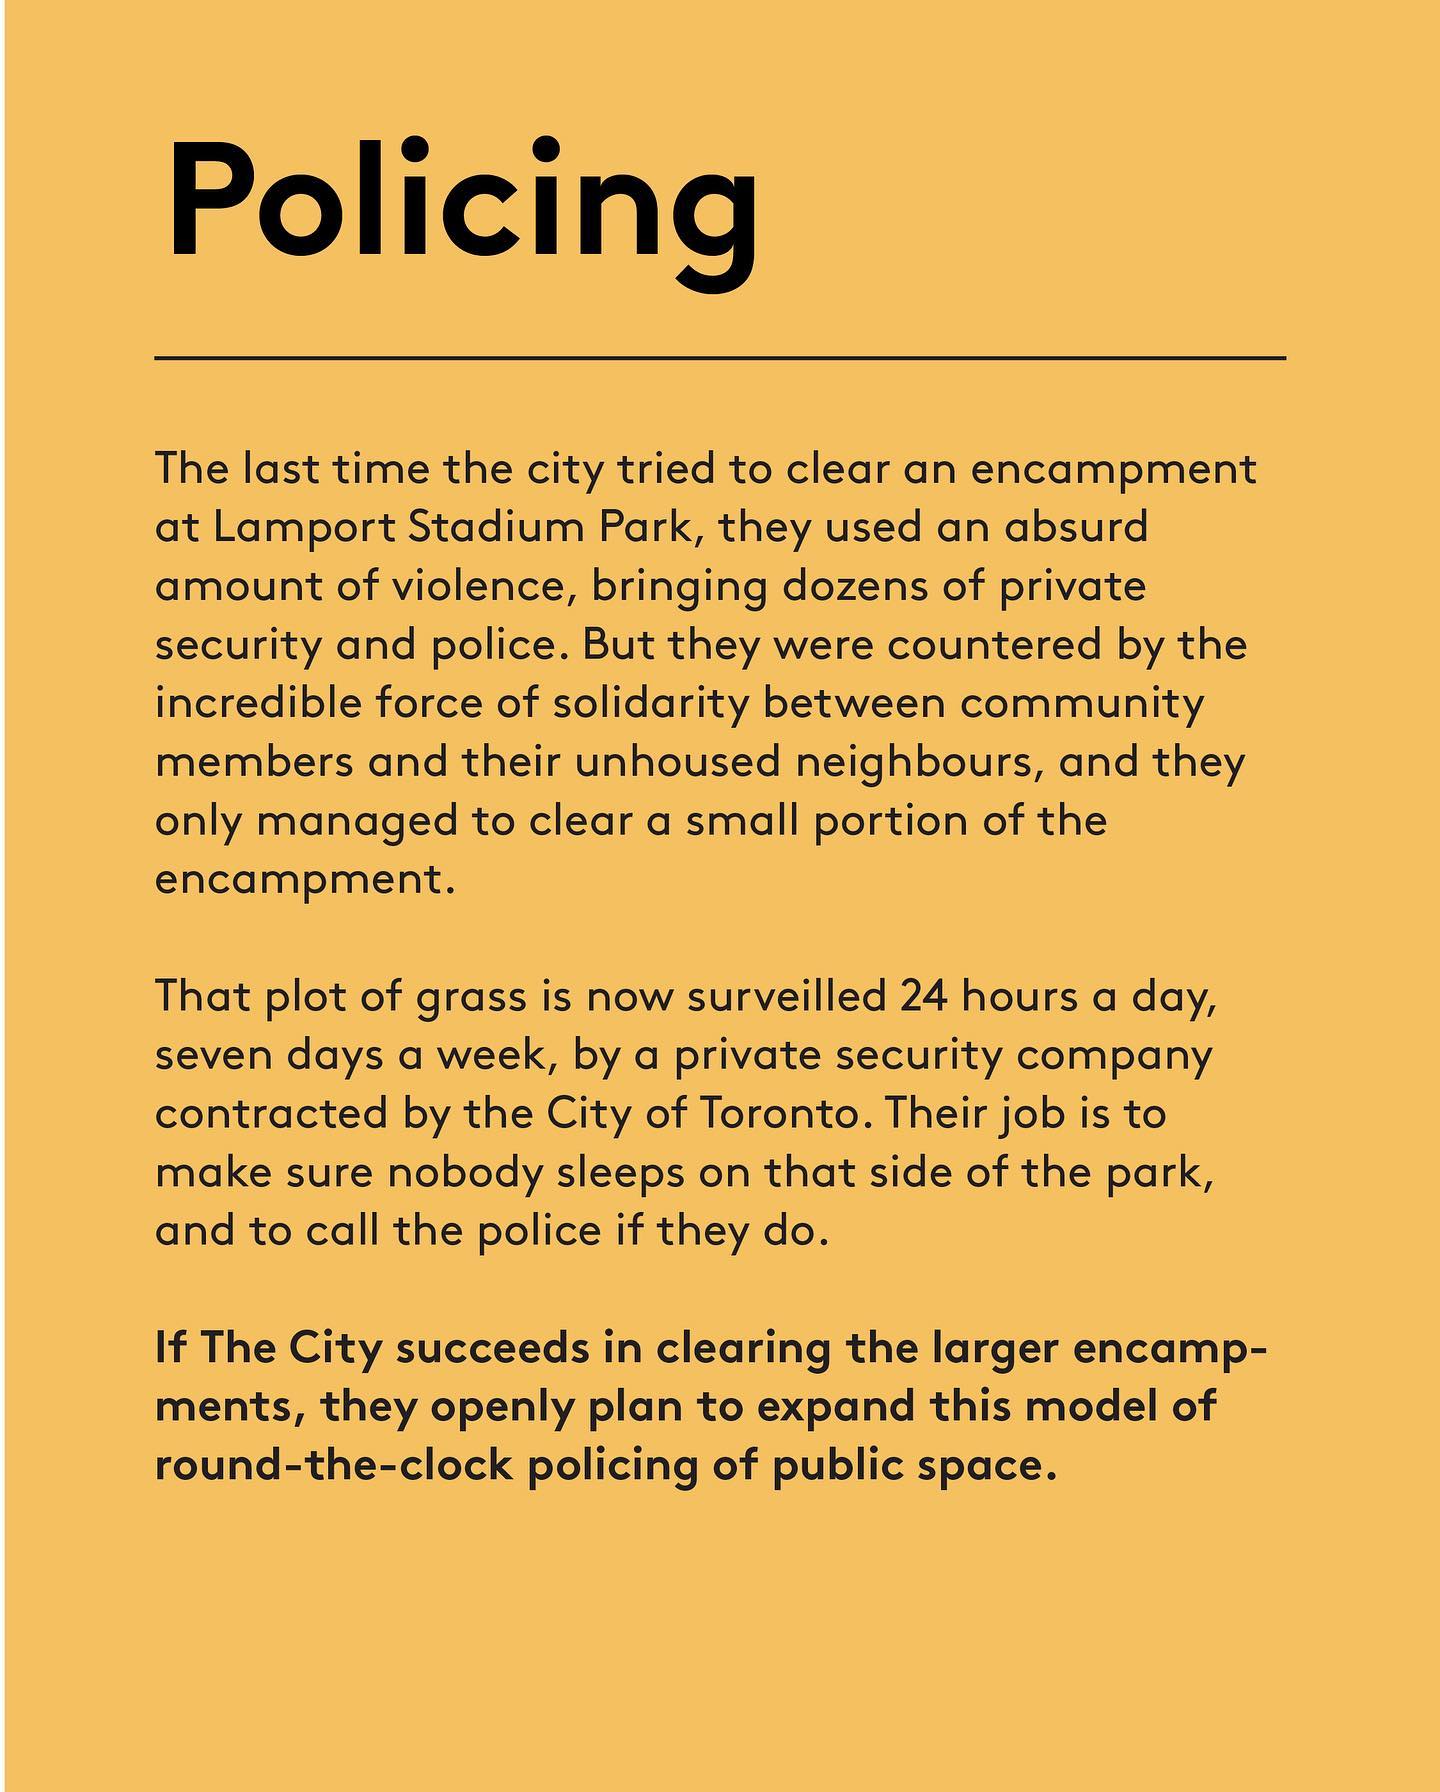 Policing
The last time the city tried to clear an encampment
at Lamport Stadium Park, they used an absurd
amount of violence, bringing dozens of private
security and police. But they were countered by the
incredible force of solidarity between community
members and their unhoused neighbours, and they
only managed to clear a small portion of the
encampment.
That plot of grass is now surveilled 24 hours a day,
seven days a week, by a private security company
contracted by the City of Toronto. Their job is to
make sure nobody sleeps on that side of the park,
and to call the police if they do.
If The City succeeds in clearing the larger encamp-
ments, they openly plan to expand this model of
round-the-clock policing of public space.